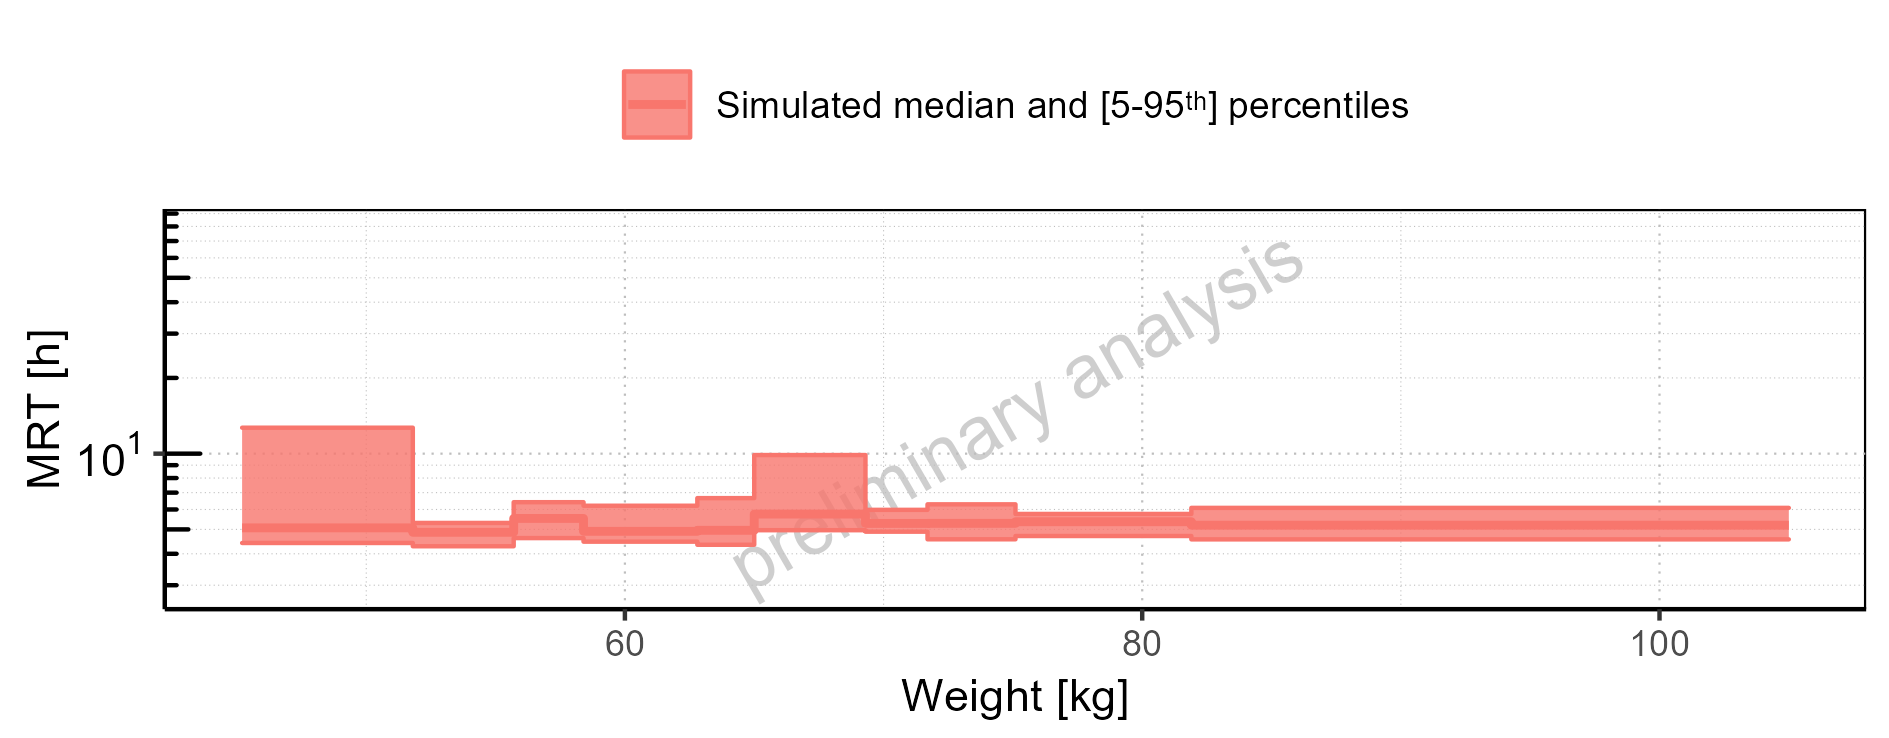 Simulated median and [5-95th] percentiles
MRT [h]
10¹
preliminary analysis
60 80 100
Weight [kg]